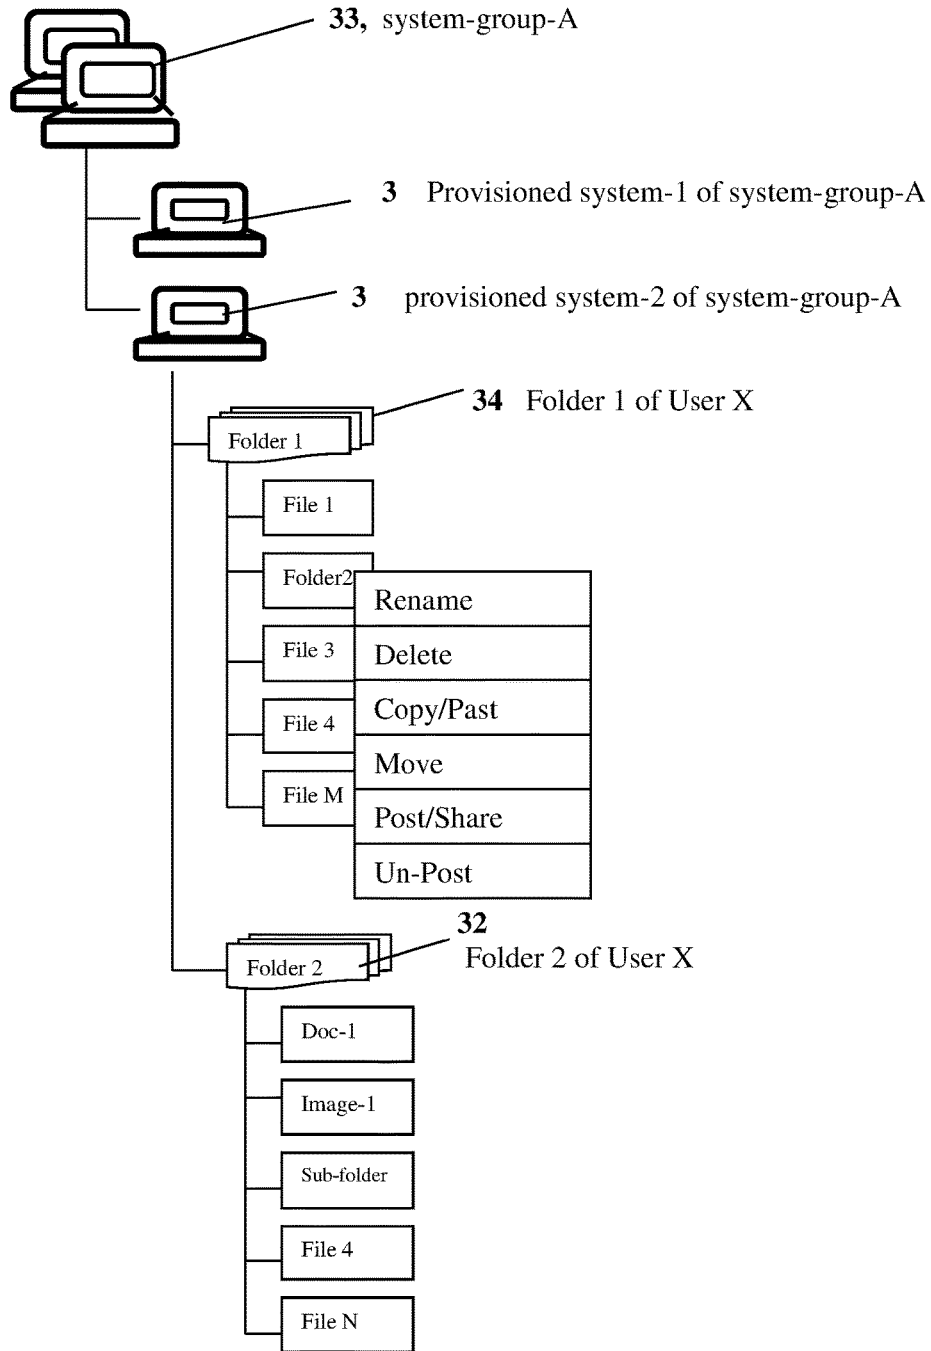 33, system-group-A
3 Provisioned system-1 of system-group-A
3 provisioned system-2 of system-group-A
34 Folder 1 of User X
Folder 1
File 1
Folder2
Rename
File 3
Delete
Copy/Past
File 4
Move
File M
Post/Share
Un-Post
32
Folder 2 of User X
Folder 2
Doc-1
Image-1
Sub-folder
File 4
File N